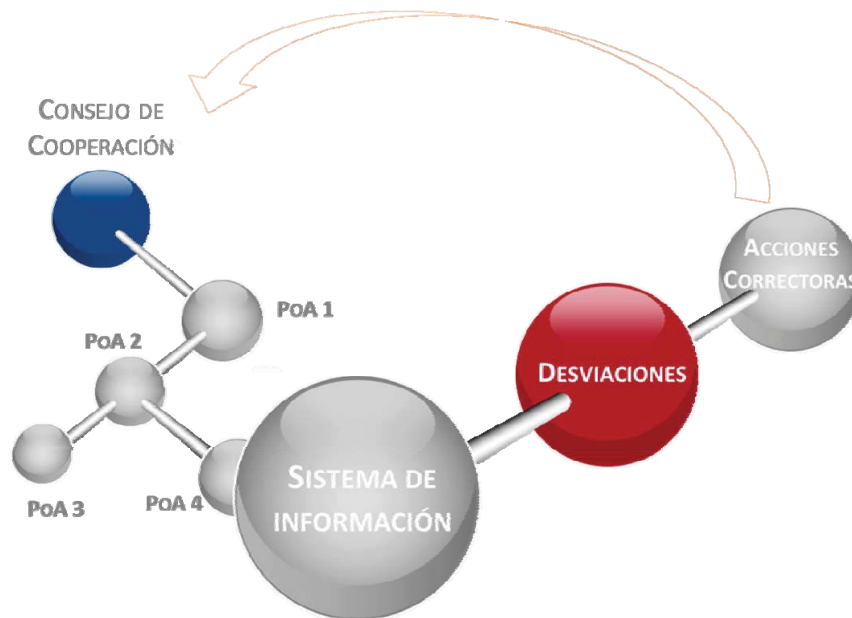 CONSEJO DE
COOPERACIÓN
ACCIONES
CORRECTORAS
POA 1
POA 2
DESVIACIONES
SISTEMA DE
INFORMACIÓN
POA 3
POA 4